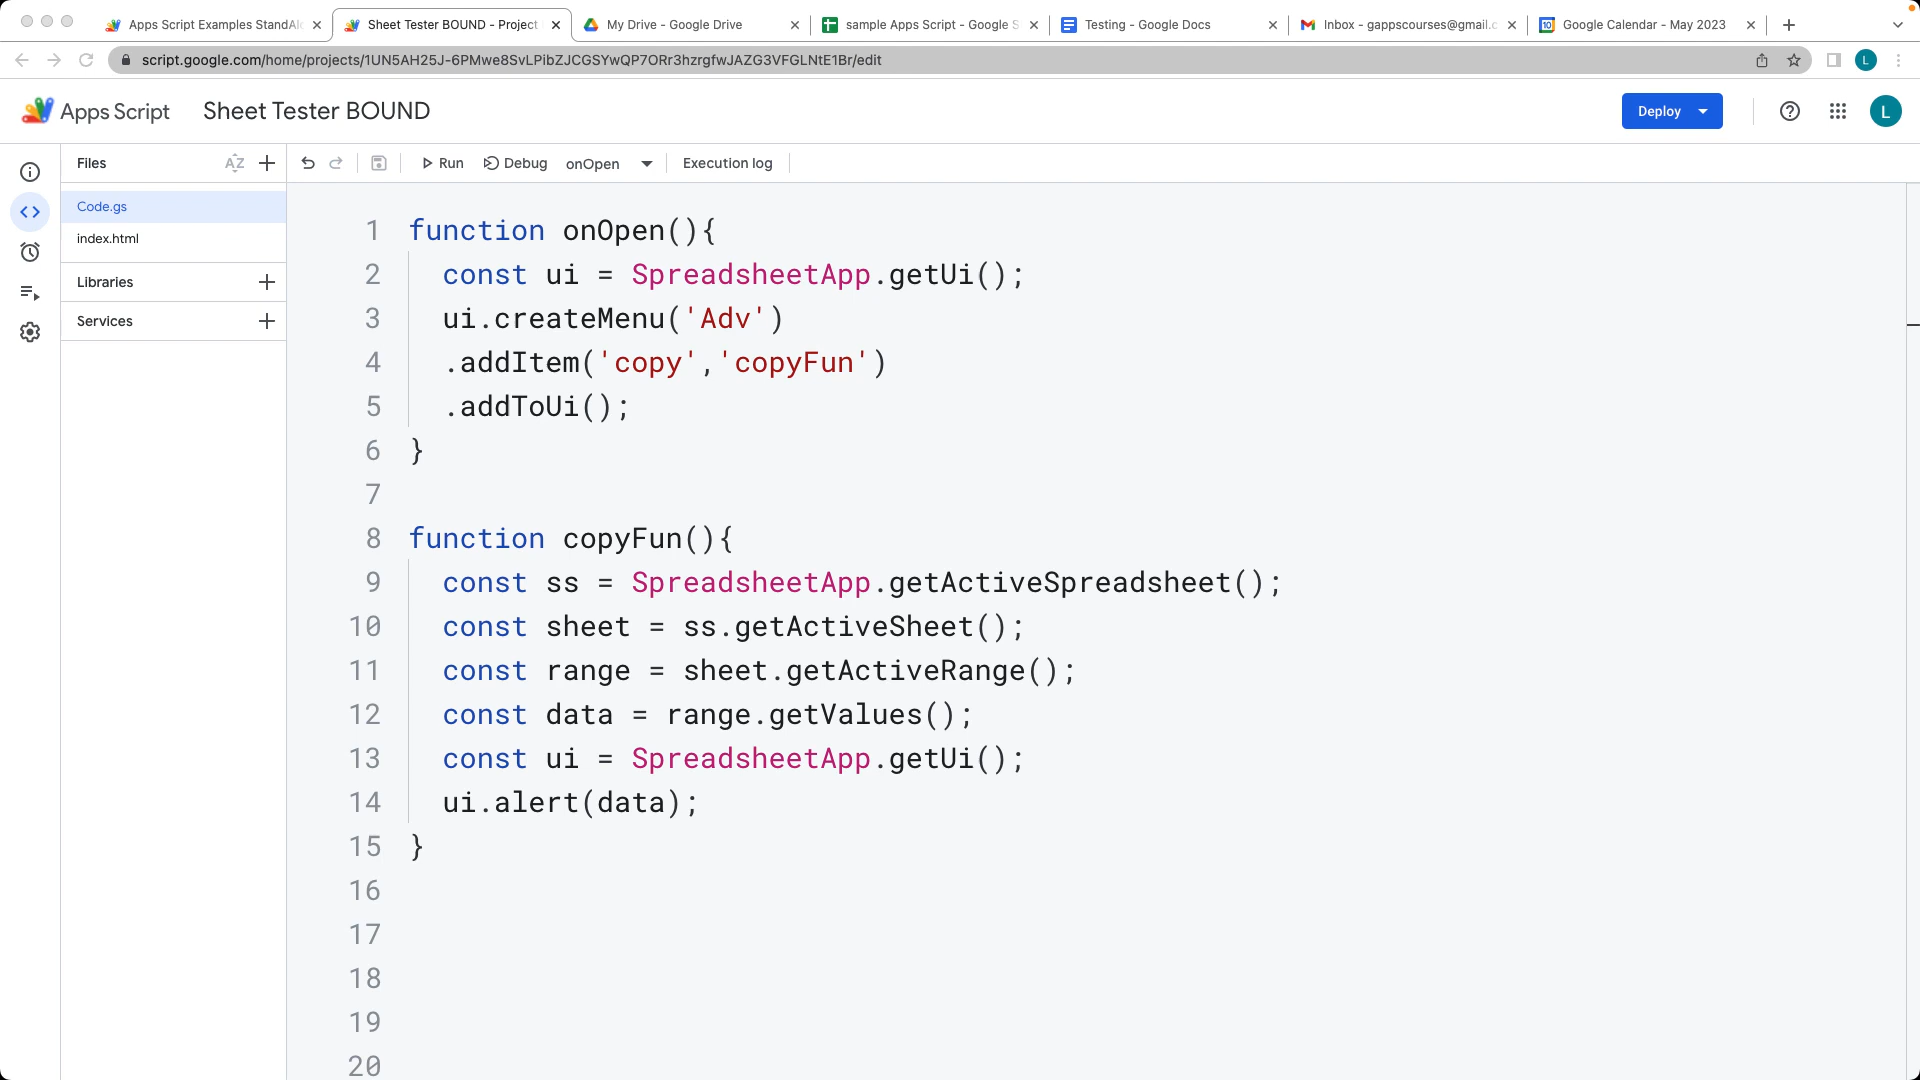 Apps Script Examples StandAl
Sheet Tester BOUND - Project
My Drive - Google Drive
sample Apps Script - Google S
Testing - Google Docs
Inbox - gappscourses@gmail.c
Google Calendar - May 2023
script.google.com/home/projects/1UN5AH25J-6PMwe8SvLPibZJCGSYwQP7ORr3hzrgfwJAZG3VFGLNtE1Br/edit
L
Apps Script
Sheet Tester BOUND
Deploy
L
Files
AZ
Run
Debug
onOpen
Execution log
Code.gs
index.html
Libraries
Services
1 function onOpen(){
2 const ui = SpreadsheetApp.getUi();
3 ui.createMenu('Adv')
4 .addItem('copy','copyFun')
5 .addToUi();
6 }
7
8 function copyFun(){
9 const ss = SpreadsheetApp.getActiveSpreadsheet();
10 const sheet = ss.getActiveSheet();
11 const range = sheet.getActiveRange();
12 const data = range.getValues();
13 const ui = SpreadsheetApp.getUi();
14 ui.alert(data);
15 }
16
17
18
19
20